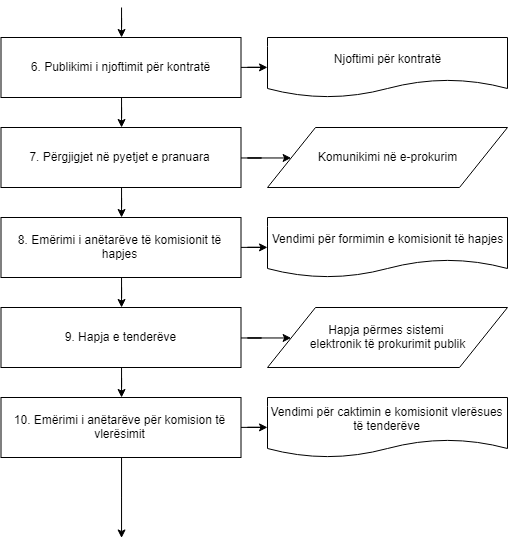 6. Publikimi i njoftimit për kontratë
Njoftimi për kontratë
7. Përgjigjet në pyetjet e pranuara
Komunikimi në e-prokurim
8. Emërimi i anëtarëve të komisionit të
hapjes
Vendimi për formimin e komisionit të hapjes
9. Hapja e tenderëve
Hapja përmes sistemi
elektronik të prokurimit publik
10. Emërimi i anëtarëve për komision të
vlerësimit
Vendimi për caktimin e komisionit vlerësues
të tenderëve